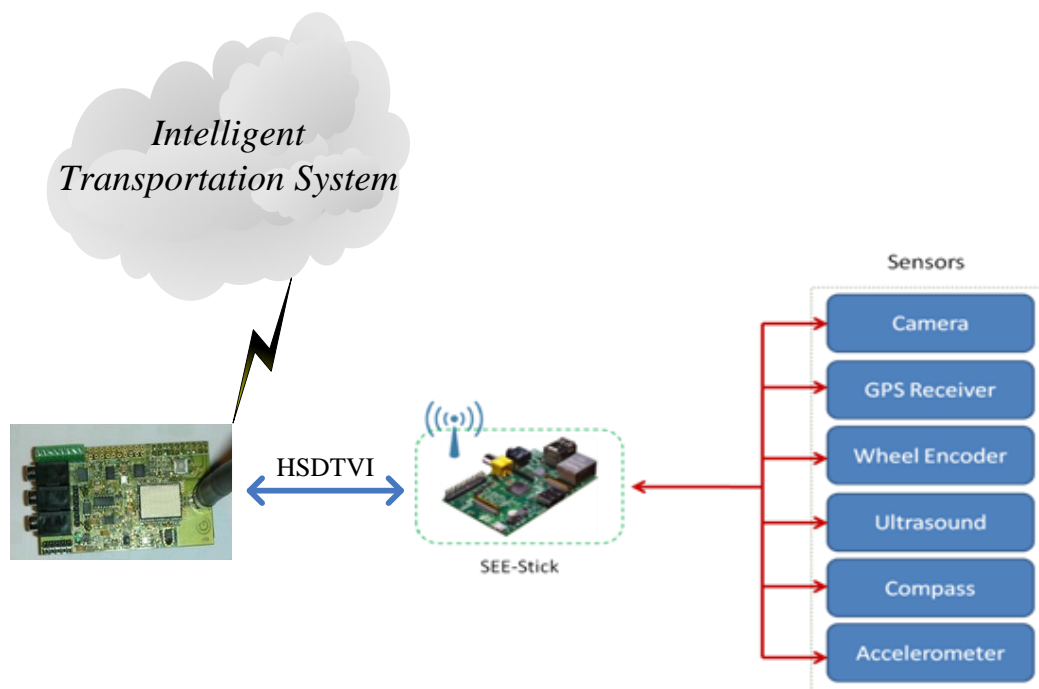 Intelligent
Transportation System
Sensors
Camera
GPS Receiver
Wheel Encoder
Ultrasound
Compass
Accelerometer
HSDTVI
SEE-Stick